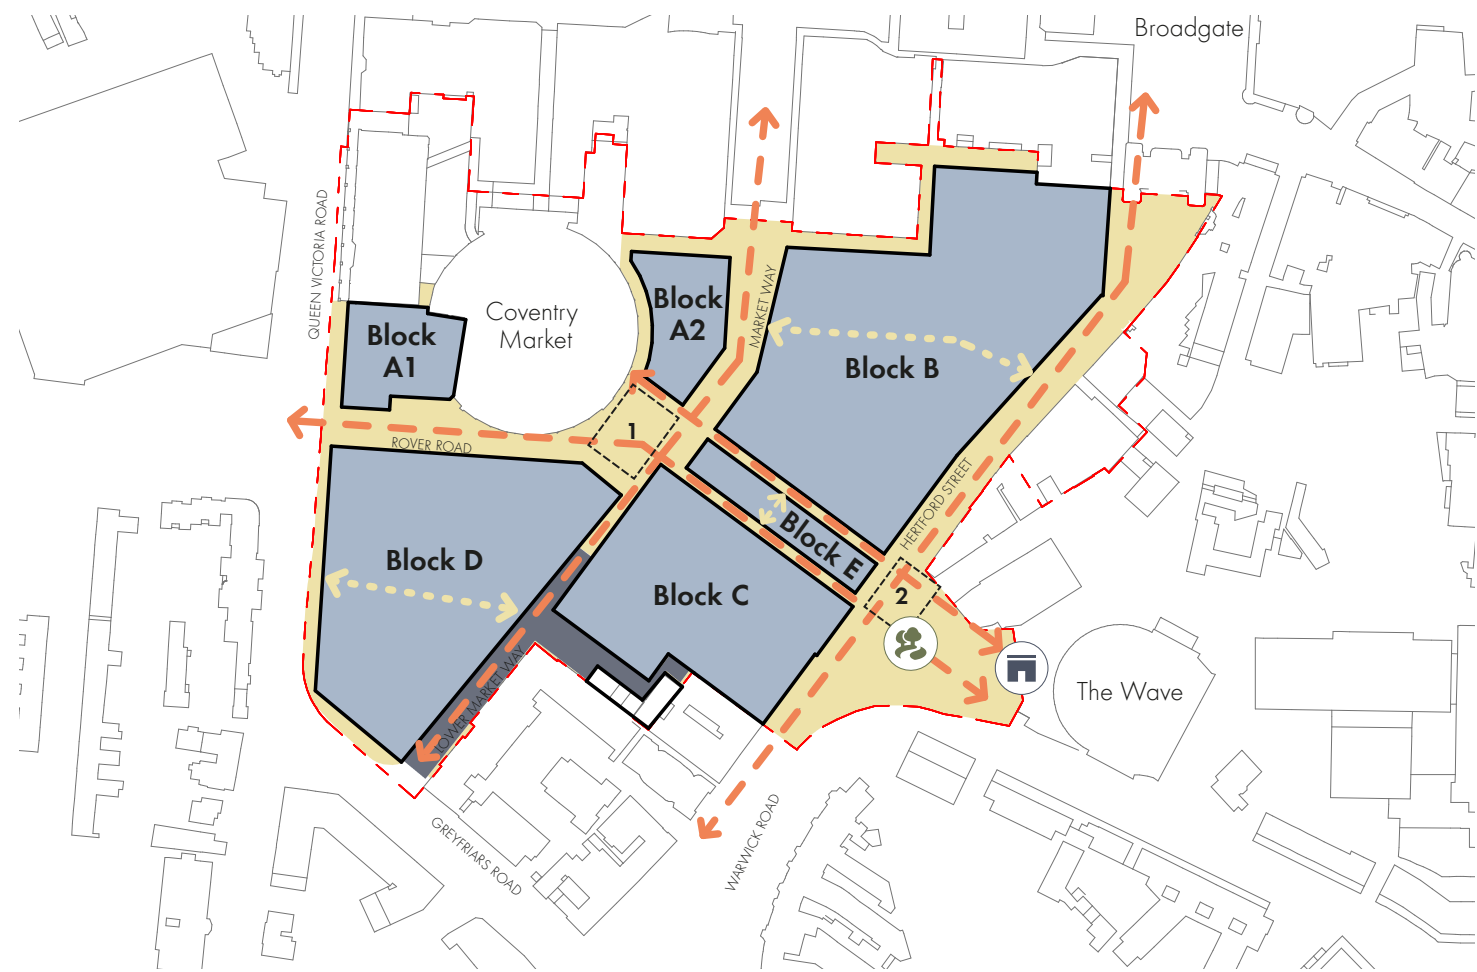 Broadgate
QUEEN VICTORIA ROAD
Coventry
Market
Block
A2
MARKET WAY
Block
A1
Block B
1
ROVER ROAD
HERTFORD STREET
Block E
Block D
Block C
2
LOWER MARKET WAY
The Wave
GREYFRIARS ROAD
WARWICK ROAD